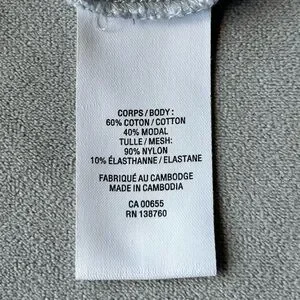 CORPS / BODY :
60% COTON / COTTON
40% MODAL
TULLE / MESH:
90% NYLON
10% ÉLASTHANNE / ELASTANE
FABRIQUÉ AU CAMBODGE
MADE IN CAMBODIA
CA 00655
RN 138760